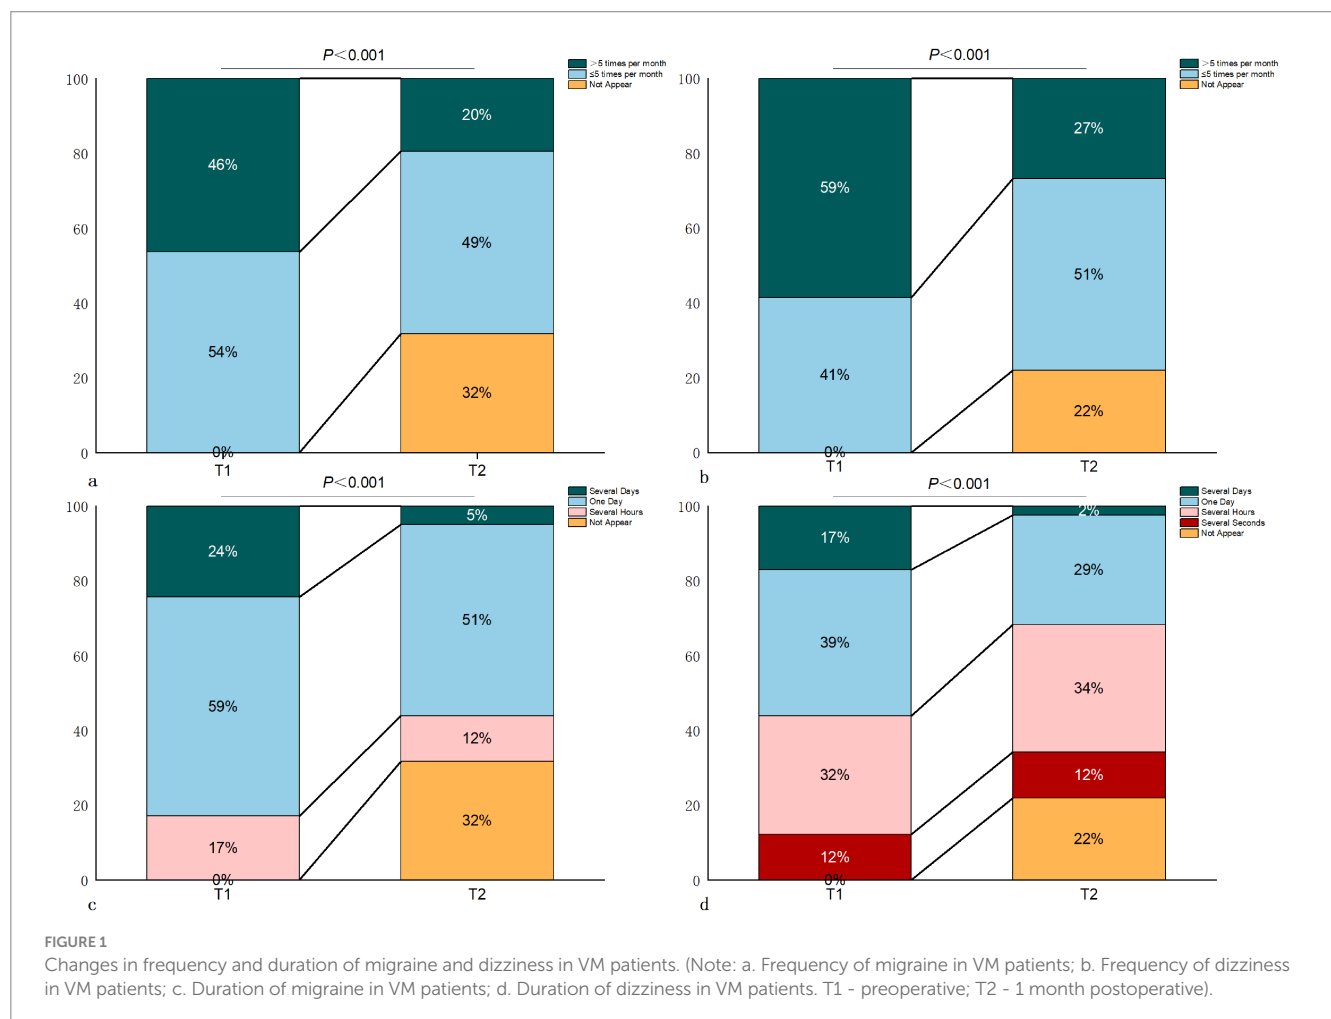 P<0.001
>5 times per month
≤5 times per month
Not Appear
100
80
60
40
20
0
46%
54%
0%
20%
49%
32%
T1
T2
a
P<0.001
>5 times per month
≤5 times per month
Not Appear
100
80
60
40
20
0
59%
41%
0%
27%
51%
22%
T1
T2
b
P<0.001
Several Days
One Day
Several Hours
Not Appear
100
80
60
40
20
0
24%
59%
17%
0%
5%
51%
12%
32%
T1
T2
c
P<0.001
Several Days
One Day
Several Hours
Several Seconds
Not Appear
100
80
60
40
20
0
17%
39%
32%
12%
0%
2%
29%
34%
12%
22%
T1
T2
d
FIGURE 1
Changes in frequency and duration of migraine and dizziness in VM patients. (Note: a. Frequency of migraine in VM patients; b. Frequency of dizziness
in VM patients; c. Duration of migraine in VM patients; d. Duration of dizziness in VM patients. T1 - preoperative; T2 - 1 month postoperative).